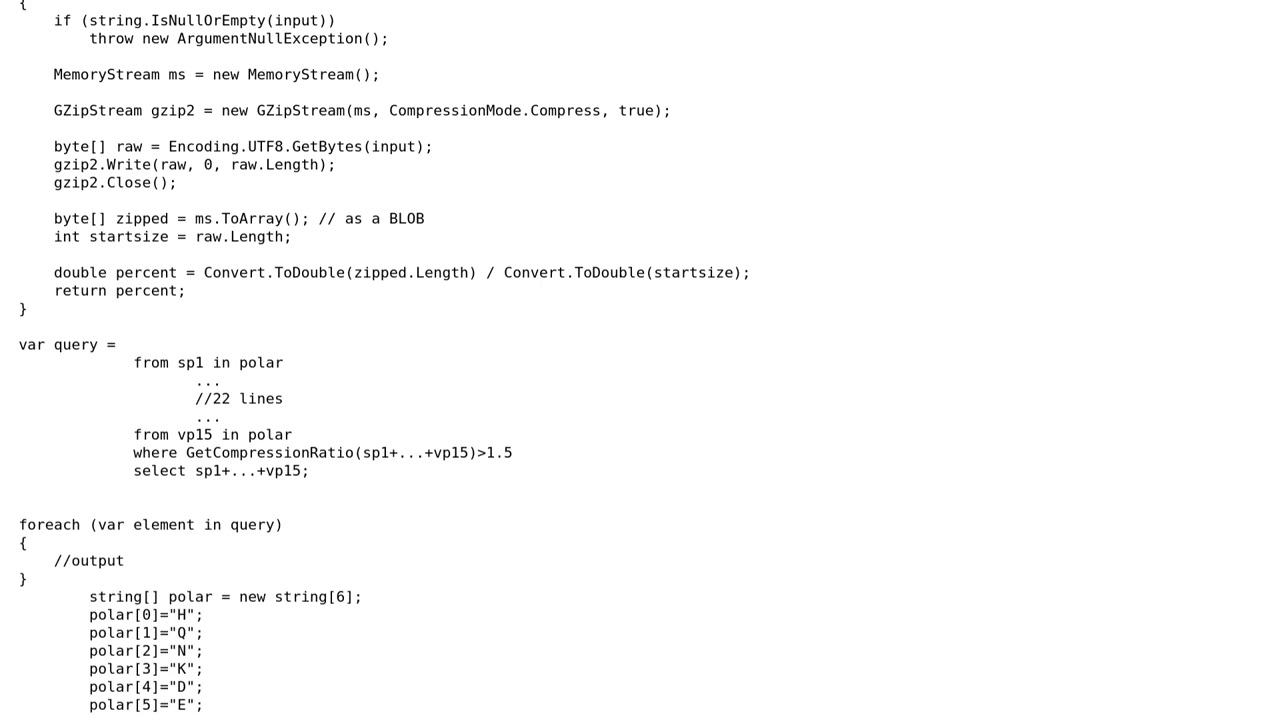 {
if (string.IsNullOrEmpty(input))
throw new ArgumentNullException();
MemoryStream ms = new MemoryStream();
GZipStream gzip2 = new GZipStream(ms, CompressionMode.Compress, true);
byte[] raw = Encoding.UTF8.GetBytes(input);
gzip2.Write(raw, 0, raw.Length);
gzip2.Close();
byte[] zipped = ms.ToArray(); // as a BLOB
int startsize = raw.Length;
double percent = Convert.ToDouble(zipped.Length) / Convert.ToDouble(startsize);
return percent;
}
var query =
from sp1 in polar
...
//22 lines
...
from vp15 in polar
where GetCompressionRatio(sp1+...+vp15)>1.5
select sp1+...+vp15;
foreach (var element in query)
{
//output
}
string[] polar = new string[6];
polar[0]="H";
polar[1]="Q";
polar[2]="N";
polar[3]="K";
polar[4]="D";
polar[5]="E";